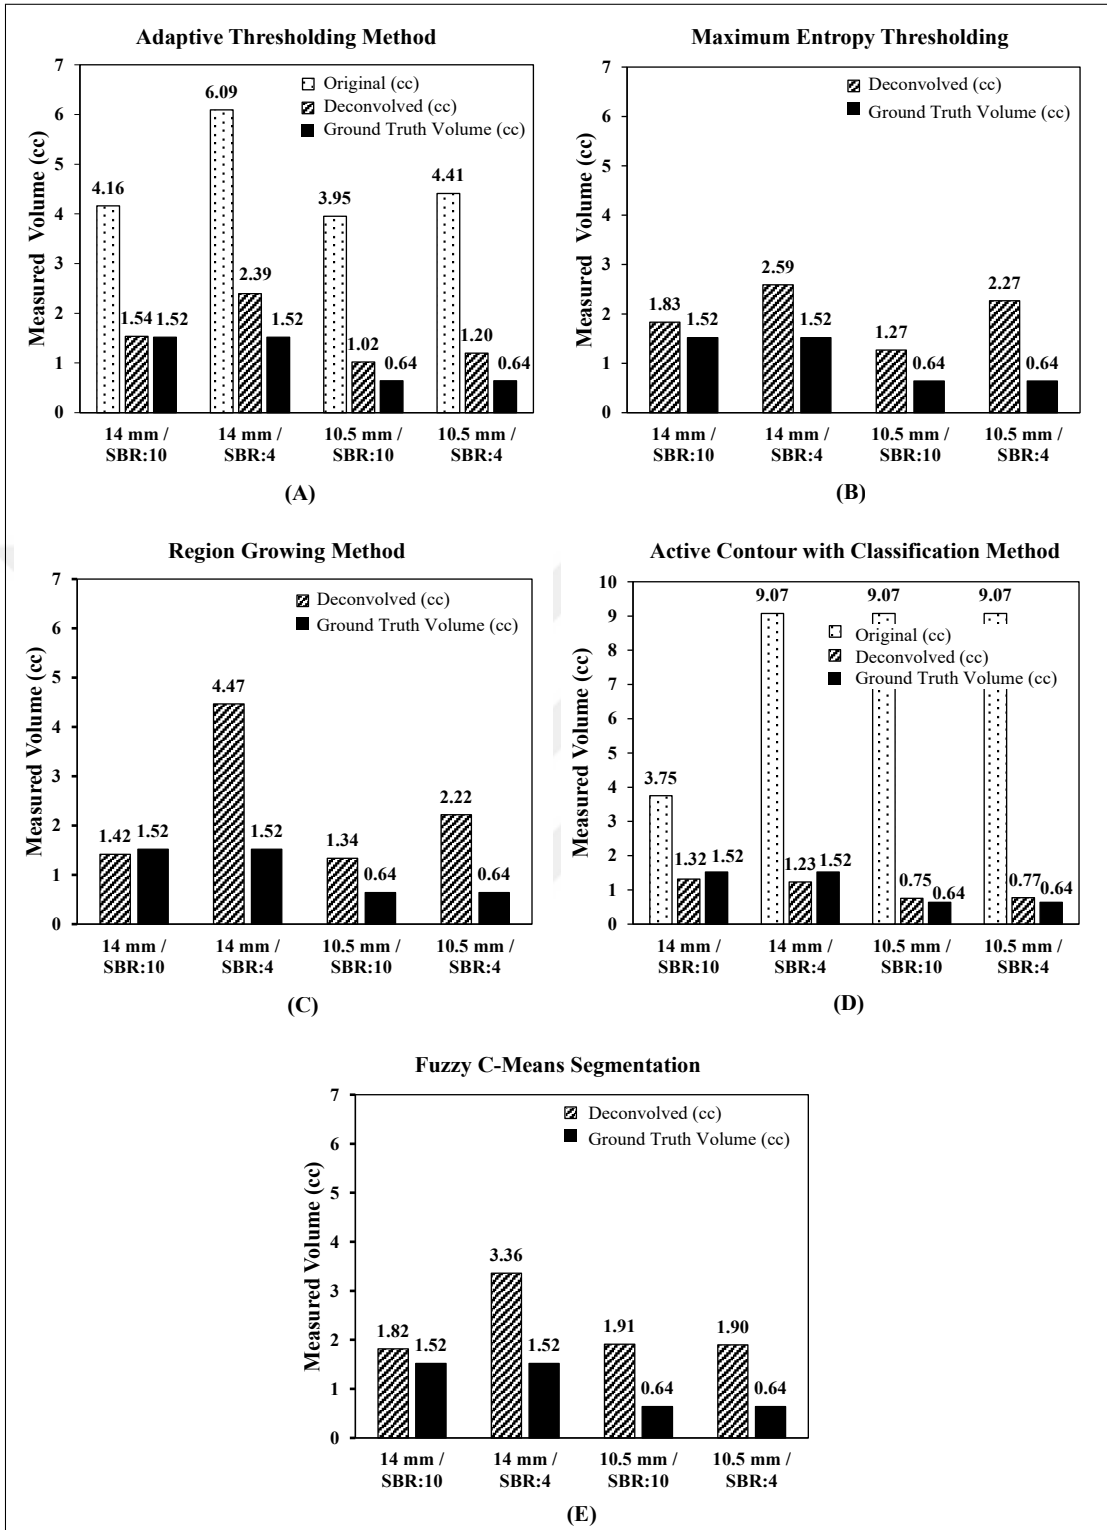 Adaptive Thresholding Method
Measured Volume (cc)
7
6
5
4
3
2
1
0
Original (cc)
Deconvolved (cc)
Ground Truth Volume (cc)
4.16
1.54
1.52
6.09
2.39
1.52
3.95
1.02
0.64
4.41
1.20
0.64
14 mm /
SBR:10
14 mm /
SBR:4
10.5 mm /
SBR:10
10.5 mm /
SBR:4
(A)
Maximum Entropy Thresholding
Measured Volume (cc)
7
6
5
4
3
2
1
0
Deconvolved (cc)
Ground Truth Volume (cc)
1.83
1.52
2.59
1.52
1.27
0.64
2.27
0.64
14 mm /
SBR:10
14 mm /
SBR:4
10.5 mm /
SBR:10
10.5 mm /
SBR:4
(B)
Region Growing Method
Measured Volume (cc)
7
6
5
4
3
2
1
0
Deconvolved (cc)
Ground Truth Volume (cc)
1.42
1.52
4.47
1.52
1.34
0.64
2.22
0.64
14 mm /
SBR:10
14 mm /
SBR:4
10.5 mm /
SBR:10
10.5 mm /
SBR:4
(C)
Active Contour with Classification Method
Measured Volume (cc)
10
9
8
7
6
5
4
3
2
1
0
Original (cc)
Deconvolved (cc)
Ground Truth Volume (cc)
3.75
1.32
1.52
9.07
1.23
1.52
9.07
0.75
0.64
9.07
0.77
0.64
14 mm /
SBR:10
14 mm /
SBR:4
10.5 mm /
SBR:10
10.5 mm /
SBR:4
(D)
Fuzzy C-Means Segmentation
Measured Volume (cc)
7
6
5
4
3
2
1
0
Deconvolved (cc)
Ground Truth Volume (cc)
1.82
1.52
3.36
1.52
1.91
0.64
1.90
0.64
14 mm /
SBR:10
14 mm /
SBR:4
10.5 mm /
SBR:10
10.5 mm /
SBR:4
(E)